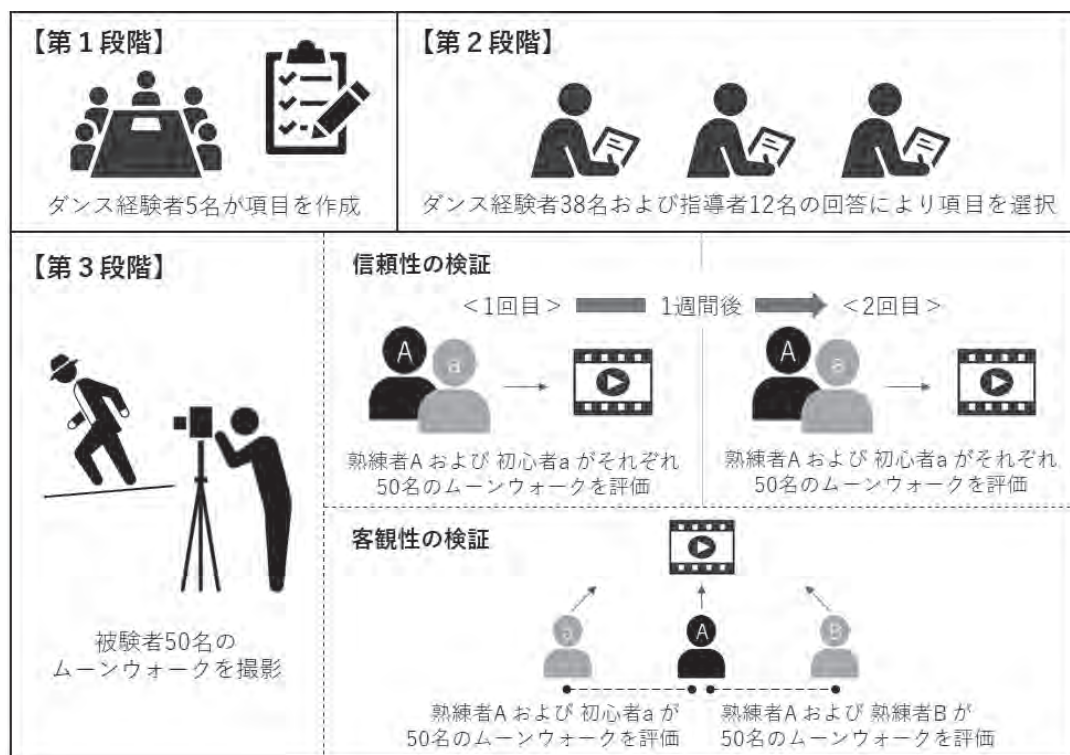 【第１段階】
ダンス経験者5名が項目を作成
【第２段階】
ダンス経験者38名および指導者12名の回答により項目を選択
【第３段階】
被験者50名の
ムーンウォークを撮影
信頼性の検証
＜1回目＞
1週間後
＜2回目＞
A
a
A
a
熟練者A および 初心者a がそれぞれ
50名のムーンウォークを評価
熟練者A および 初心者a がそれぞれ
50名のムーンウォークを評価
客観性の検証
a
A
B
熟練者A および 初心者a が
50名のムーンウォークを評価
熟練者A および 熟練者B が
50名のムーンウォークを評価